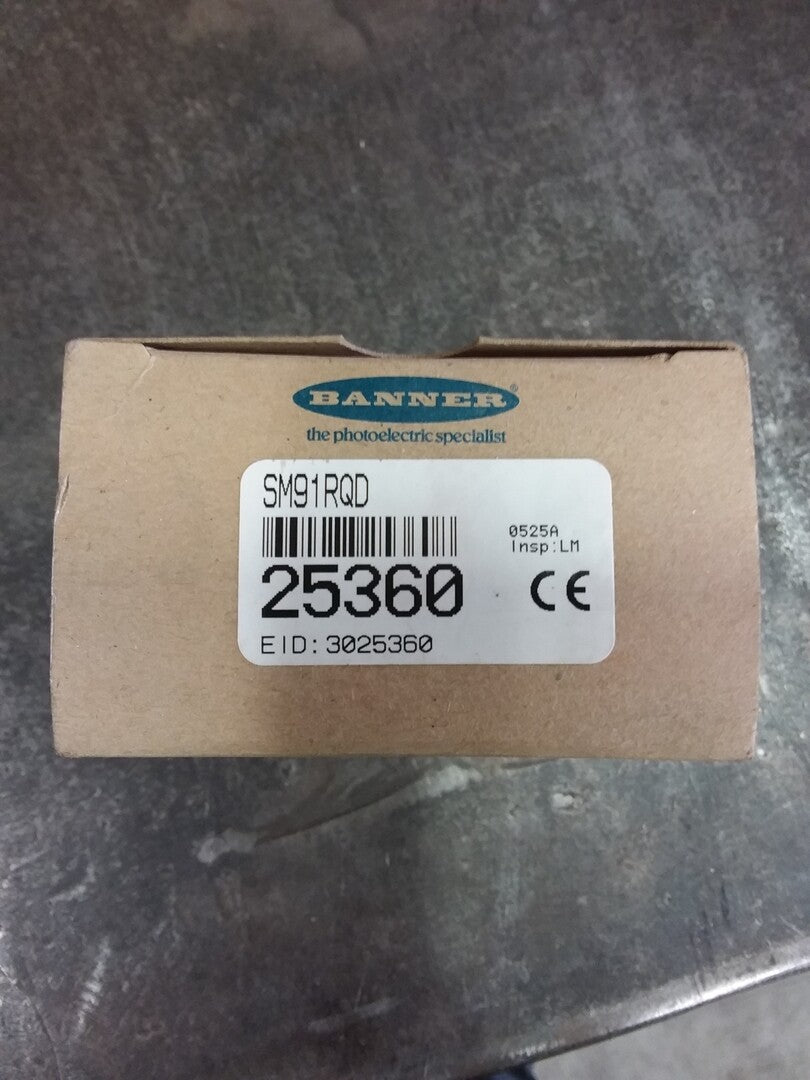 BANNER®
the photoelectric specialist
SM91RQD
0525A
Insp:LM
25360
CE
EID:3025360